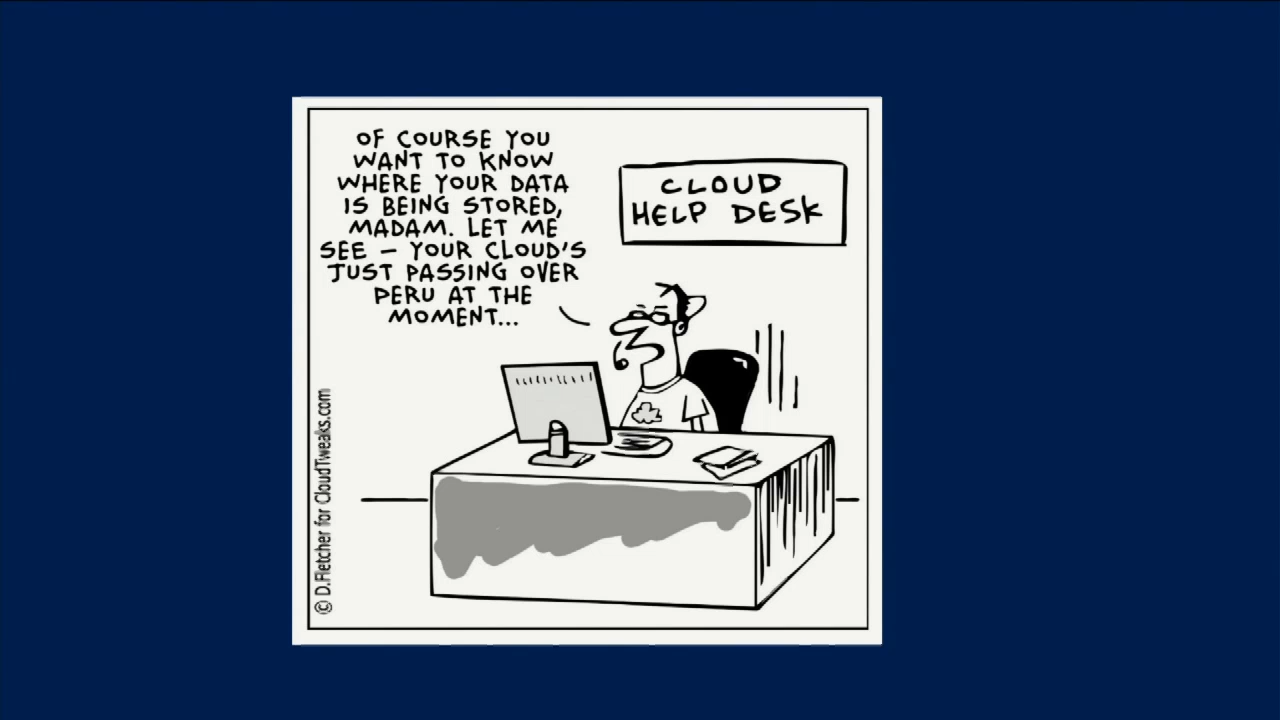 OF COURSE YOU
WANT TO KNOW
WHERE YOUR DATA
IS BEING STORED,
MADAM. LET ME
SEE – YOUR CLOUD'S
JUST PASSING OVER
PERU AT THE
MOMENT...
CLOUD
HELP DESK
© D.Fletcher for CloudTweaks.com